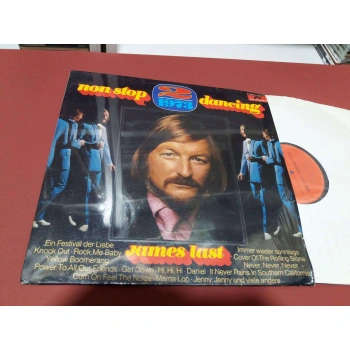 non stop
2
1973
dancing
Ein Festival der Liebe
Knock Out · Rock Me Baby
Yellow Boomerang
james last
Immer wieder sonntags
Cover Of The Rolling Stone
Never, Never, Never
Power To All Our Friends · Get Down · Hi, Hi, Hi · Daniel · It Never Rains In Southern California
Cum On Feel The Noize · Mama Loo · Jenny, Jenny und viele andere